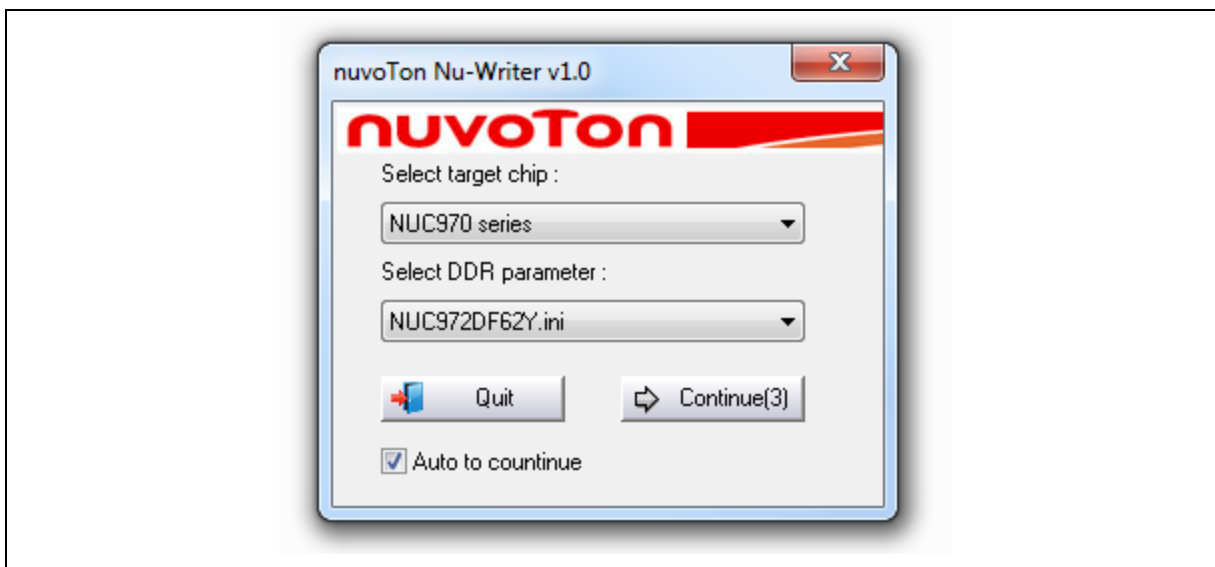 nuvoTon Nu-Writer v1.0
nuvoTon
Select target chip :
NUC970 series
Select DDR parameter :
NUC972DF62Y.ini
Quit Continue(3)
Auto to countinue